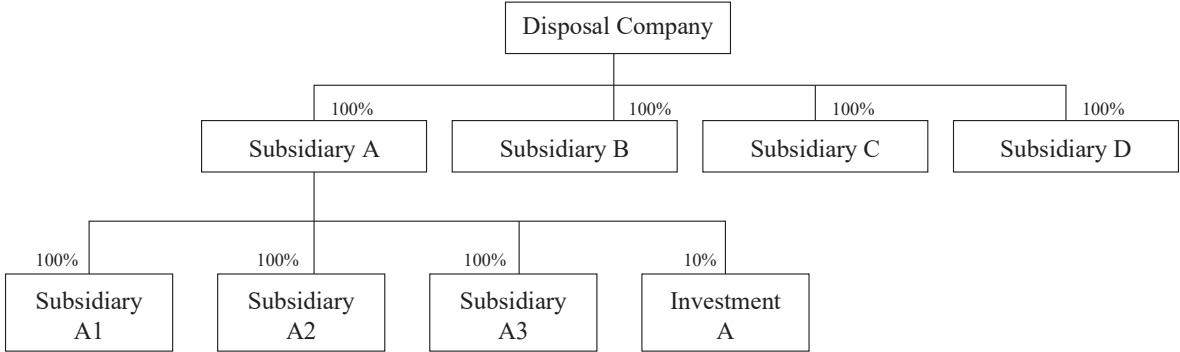 Disposal Company
100%
100%
100%
100%
Subsidiary A
Subsidiary B
Subsidiary C
Subsidiary D
100%
100%
100%
10%
Subsidiary
A1
Subsidiary
A2
Subsidiary
A3
Investment
A